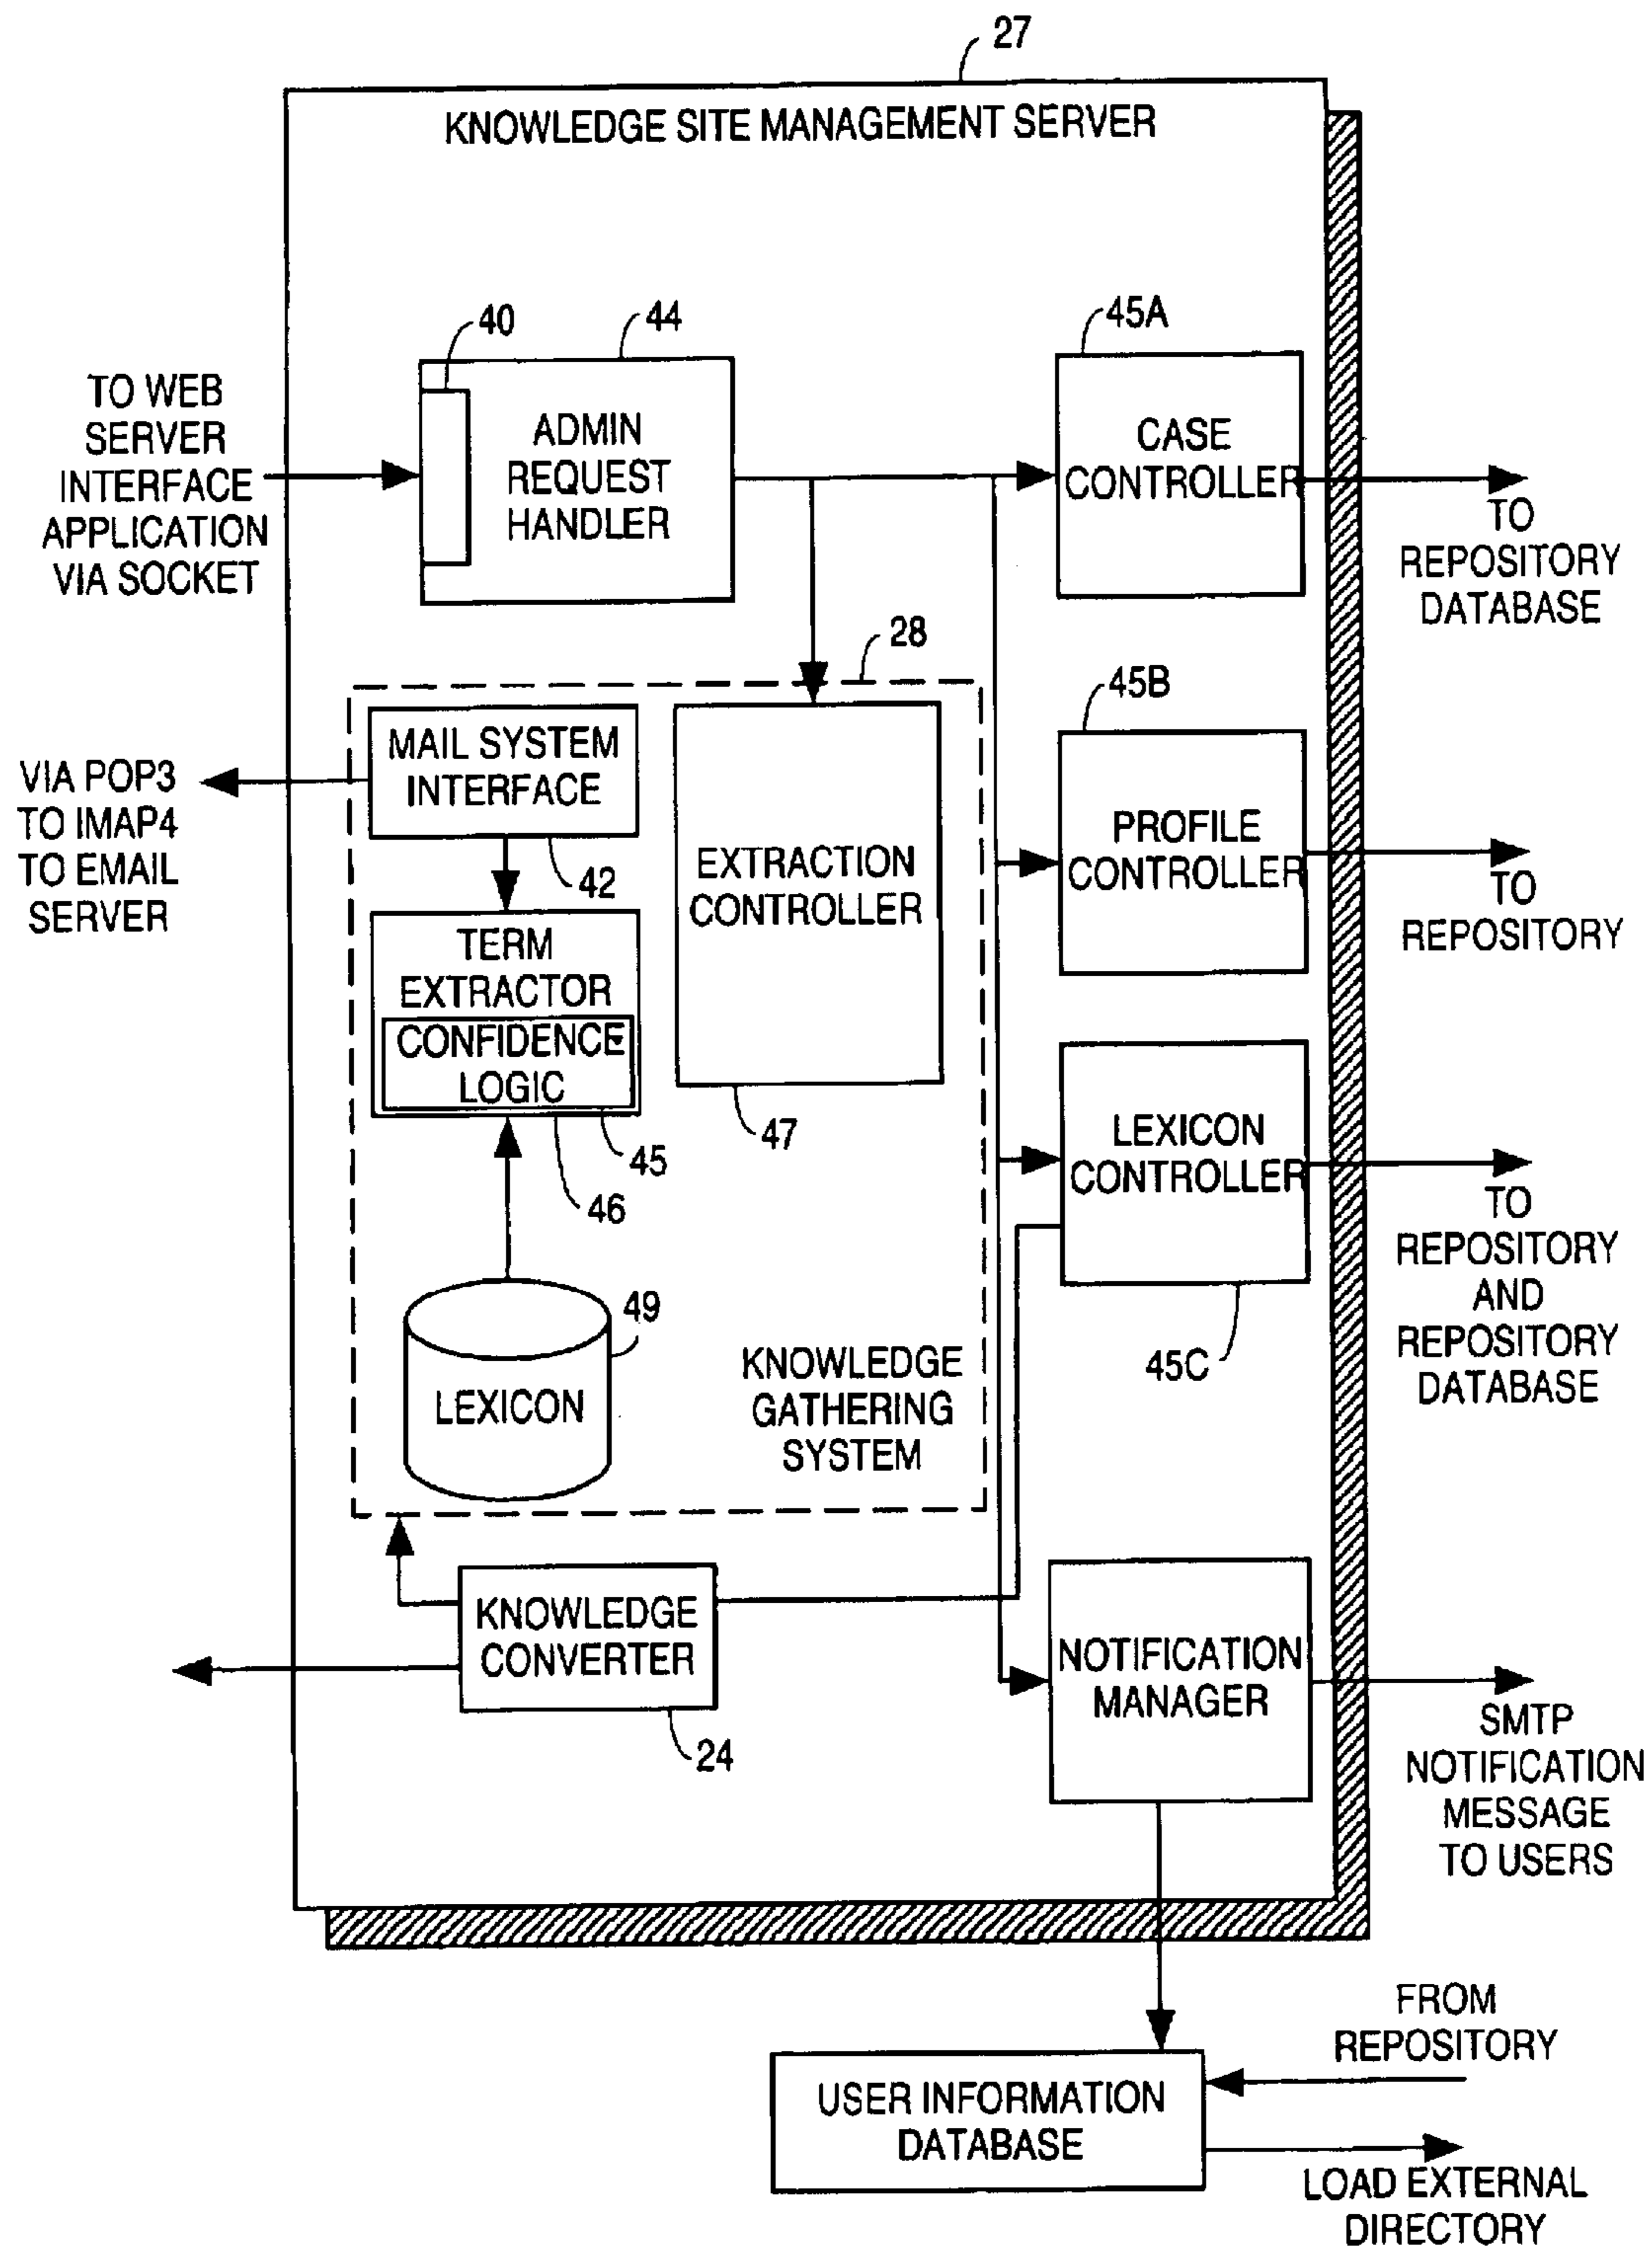 27
KNOWLEDGE SITE MANAGEMENT SERVER
40
44
45A
TO WEB
SERVER
INTERFACE
APPLICATION
VIA SOCKET
ADMIN
REQUEST
HANDLER
CASE
CONTROLLER
TO
REPOSITORY
DATABASE
28
45B
MAIL SYSTEM
INTERFACE
VIA POP3
TO IMAP4
TO EMAIL
SERVER
42
EXTRACTION
CONTROLLER
PROFILE
CONTROLLER
TO
REPOSITORY
TERM
EXTRACTOR
CONFIDENCE
LOGIC
45
46
47
LEXICON
CONTROLLER
TO
REPOSITORY
AND
REPOSITORY
DATABASE
45C
49
LEXICON
KNOWLEDGE
GATHERING
SYSTEM
KNOWLEDGE
CONVERTER
24
NOTIFICATION
MANAGER
SMTP
NOTIFICATION
MESSAGE
TO USERS
FROM
REPOSITORY
USER INFORMATION
DATABASE
LOAD EXTERNAL
DIRECTORY